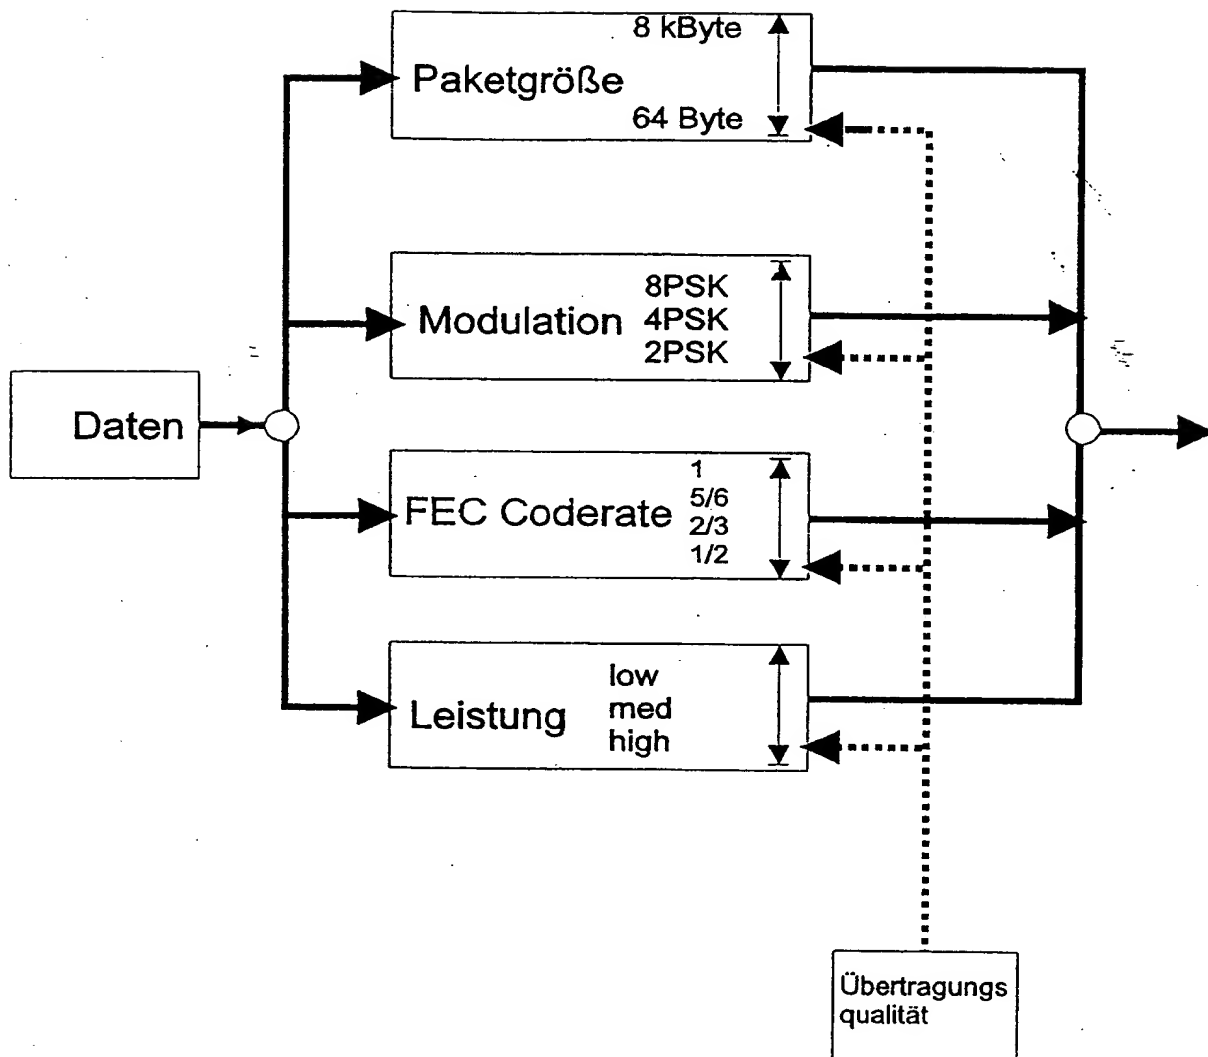 8 kByte
Paketgröße
64 Byte
8PSK
Modulation
4PSK
2PSK
Daten
1
FEC Coderate
5/6
2/3
1/2
low
Leistung
med
high
Übertragungs
qualität